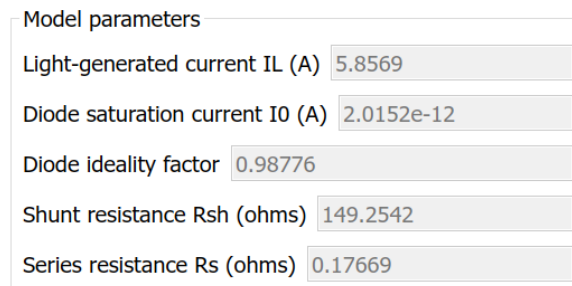 Model parameters
Light-generated current IL (A) 5.8569
Diode saturation current I0 (A) 2.0152e-12
Diode ideality factor 0.98776
Shunt resistance Rsh (ohms) 149.2542
Series resistance Rs (ohms) 0.17669